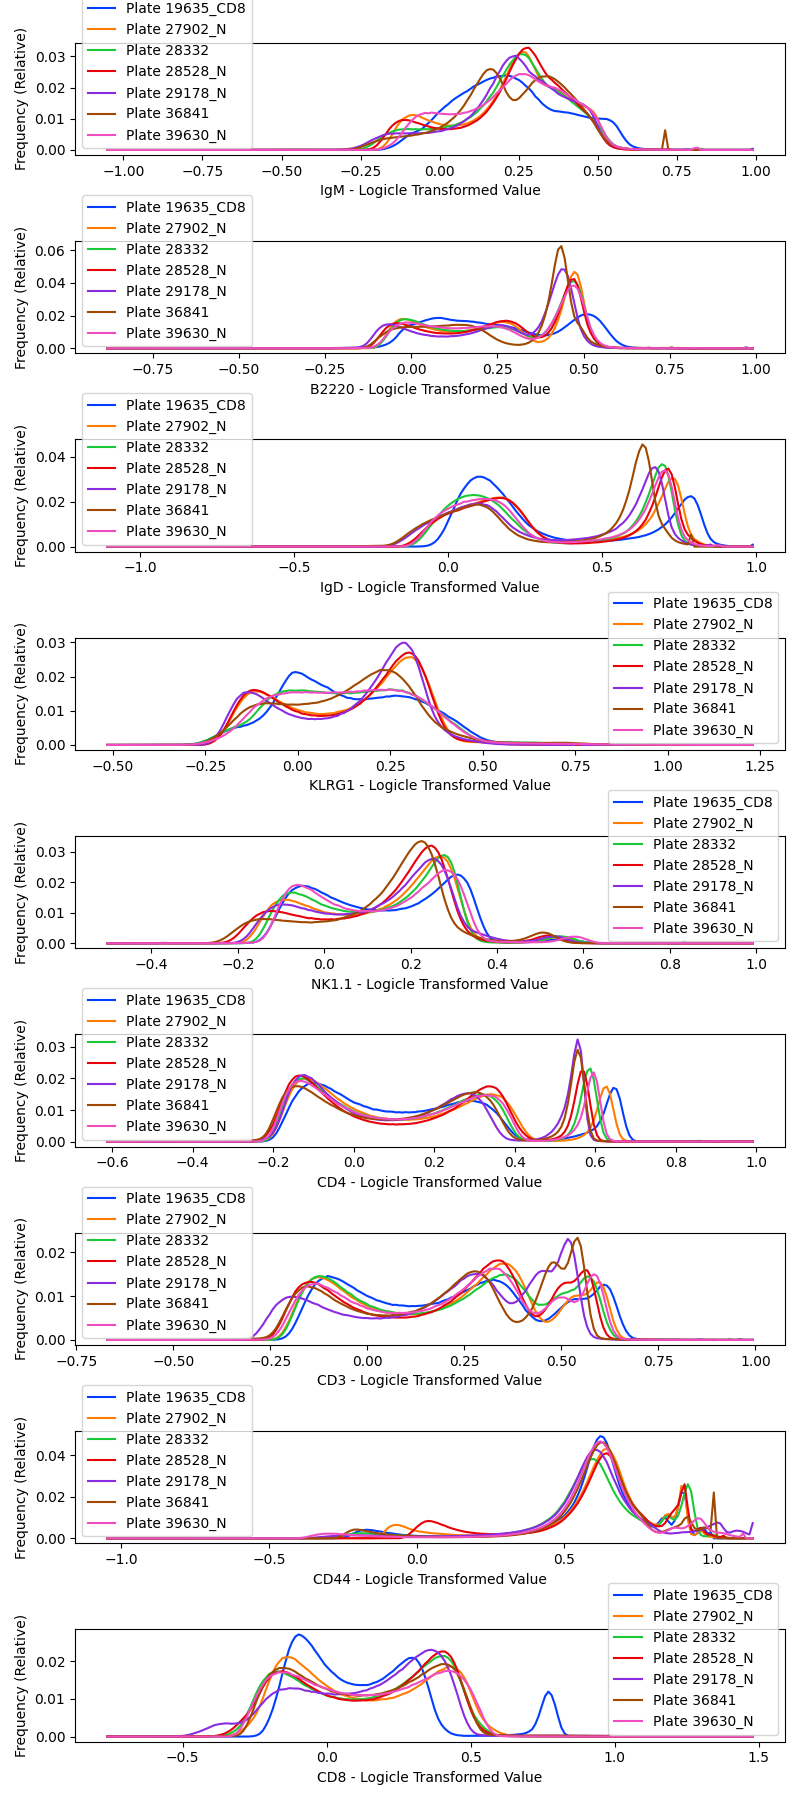 Plate 19635_CD8
Plate 27902_N
Plate 28332
Plate 28528_N
Plate 29178_N
Plate 36841
Plate 39630_N
Frequency (Relative)
0.03
0.02
0.01
0.00
−1.00 −0.75 −0.50 −0.25 0.00 0.25 0.50 0.75 1.00
IgM - Logicle Transformed Value
Plate 19635_CD8
Plate 27902_N
Plate 28332
Plate 28528_N
Plate 29178_N
Plate 36841
Plate 39630_N
Frequency (Relative)
0.06
0.04
0.02
0.00
−0.75 −0.50 −0.25 0.00 0.25 0.50 0.75 1.00
B2220 - Logicle Transformed Value
Plate 19635_CD8
Plate 27902_N
Plate 28332
Plate 28528_N
Plate 29178_N
Plate 36841
Plate 39630_N
Frequency (Relative)
0.04
0.02
0.00
−1.0 −0.5 0.0 0.5 1.0
IgD - Logicle Transformed Value
Plate 19635_CD8
Plate 27902_N
Plate 28332
Plate 28528_N
Plate 29178_N
Plate 36841
Plate 39630_N
Frequency (Relative)
0.03
0.02
0.01
0.00
−0.50 −0.25 0.00 0.25 0.50 0.75 1.00 1.25
KLRG1 - Logicle Transformed Value
Plate 19635_CD8
Plate 27902_N
Plate 28332
Plate 28528_N
Plate 29178_N
Plate 36841
Plate 39630_N
Frequency (Relative)
0.03
0.02
0.01
0.00
−0.4 −0.2 0.0 0.2 0.4 0.6 0.8 1.0
NK1.1 - Logicle Transformed Value
Plate 19635_CD8
Plate 27902_N
Plate 28332
Plate 28528_N
Plate 29178_N
Plate 36841
Plate 39630_N
Frequency (Relative)
0.03
0.02
0.01
0.00
−0.6 −0.4 −0.2 0.0 0.2 0.4 0.6 0.8 1.0
CD4 - Logicle Transformed Value
Plate 19635_CD8
Plate 27902_N
Plate 28332
Plate 28528_N
Plate 29178_N
Plate 36841
Plate 39630_N
Frequency (Relative)
0.02
0.01
0.00
−0.75 −0.50 −0.25 0.00 0.25 0.50 0.75 1.00
CD3 - Logicle Transformed Value
Plate 19635_CD8
Plate 27902_N
Plate 28332
Plate 28528_N
Plate 29178_N
Plate 36841
Plate 39630_N
Frequency (Relative)
0.04
0.02
0.00
−1.0 −0.5 0.0 0.5 1.0
CD44 - Logicle Transformed Value
Plate 19635_CD8
Plate 27902_N
Plate 28332
Plate 28528_N
Plate 29178_N
Plate 36841
Plate 39630_N
Frequency (Relative)
0.02
0.01
0.00
−0.5 0.0 0.5 1.0 1.5
CD8 - Logicle Transformed Value